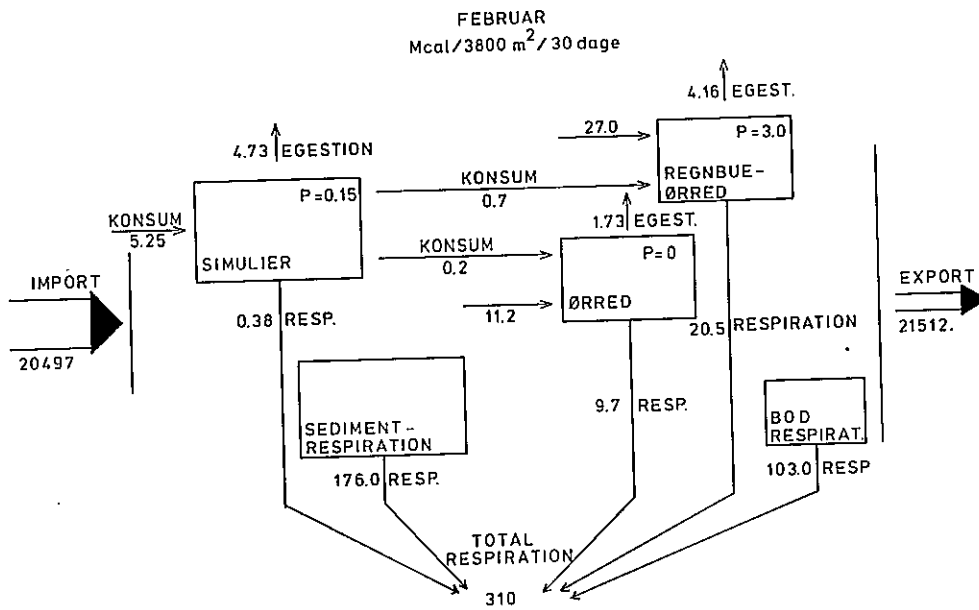 FEBRUAR
Mcal/3800 m²/30 dage
4.16 EGEST.
27.0
P=3.0
4.73 EGESTION
REGNBUE-
ØRRED
P=0.15
KONSUM
0.7
1.73 EGEST.
KONSUM
5.25
KONSUM
0.2
P=0
SIMULIER
ØRRED
IMPORT
EXPORT
11.2
0.38 RESP.
20.5 RESPIRATION
21512.
20497
9.7 RESP.
SEDIMENT-
RESPIRATION
BOD
RESPIRAT.
176.0 RESP.
103.0 RESP
TOTAL
RESPIRATION
310